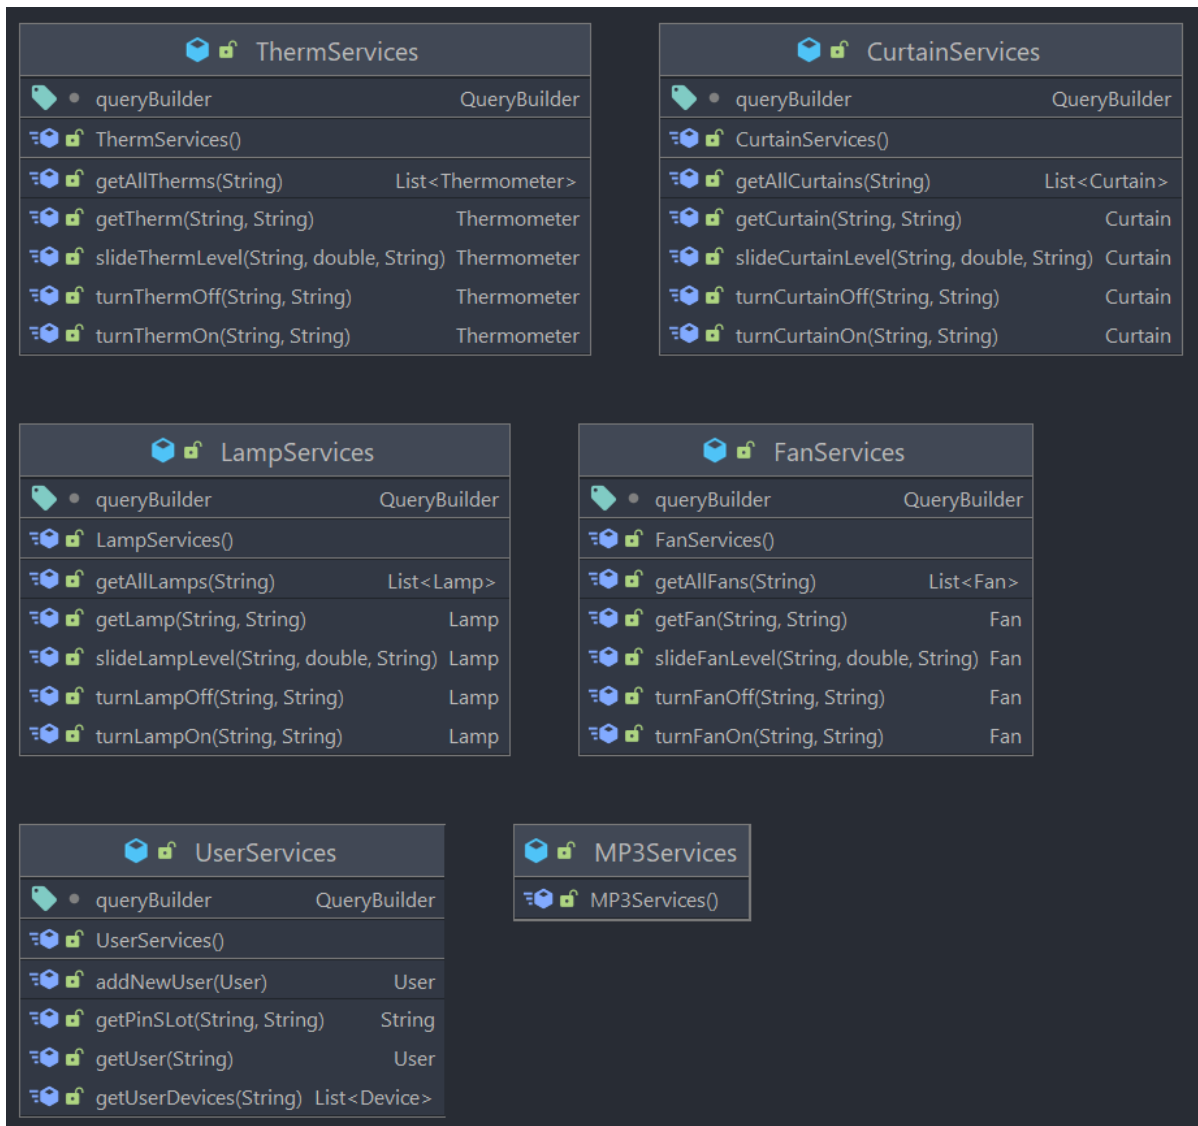 ThermServices
queryBuilder QueryBuilder
ThermServices()
getAllTherms(String) List<Thermometer>
getTherm(String, String) Thermometer
slideThermLevel(String, double, String) Thermometer
turnThermOff(String, String) Thermometer
turnThermOn(String, String) Thermometer
CurtainServices
queryBuilder QueryBuilder
CurtainServices()
getAllCurtains(String) List<Curtain>
getCurtain(String, String) Curtain
slideCurtainLevel(String, double, String) Curtain
turnCurtainOff(String, String) Curtain
turnCurtainOn(String, String) Curtain
LampServices
queryBuilder QueryBuilder
LampServices()
getAllLamps(String) List<Lamp>
getLamp(String, String) Lamp
slideLampLevel(String, double, String) Lamp
turnLampOff(String, String) Lamp
turnLampOn(String, String) Lamp
FanServices
queryBuilder QueryBuilder
FanServices()
getAllFans(String) List<Fan>
getFan(String, String) Fan
slideFanLevel(String, double, String) Fan
turnFanOff(String, String) Fan
turnFanOn(String, String) Fan
UserServices
queryBuilder QueryBuilder
UserServices()
addNewUser(User) User
getPinSLot(String, String) String
getUser(String) User
getUserDevices(String) List<Device>
MP3Services
MP3Services()